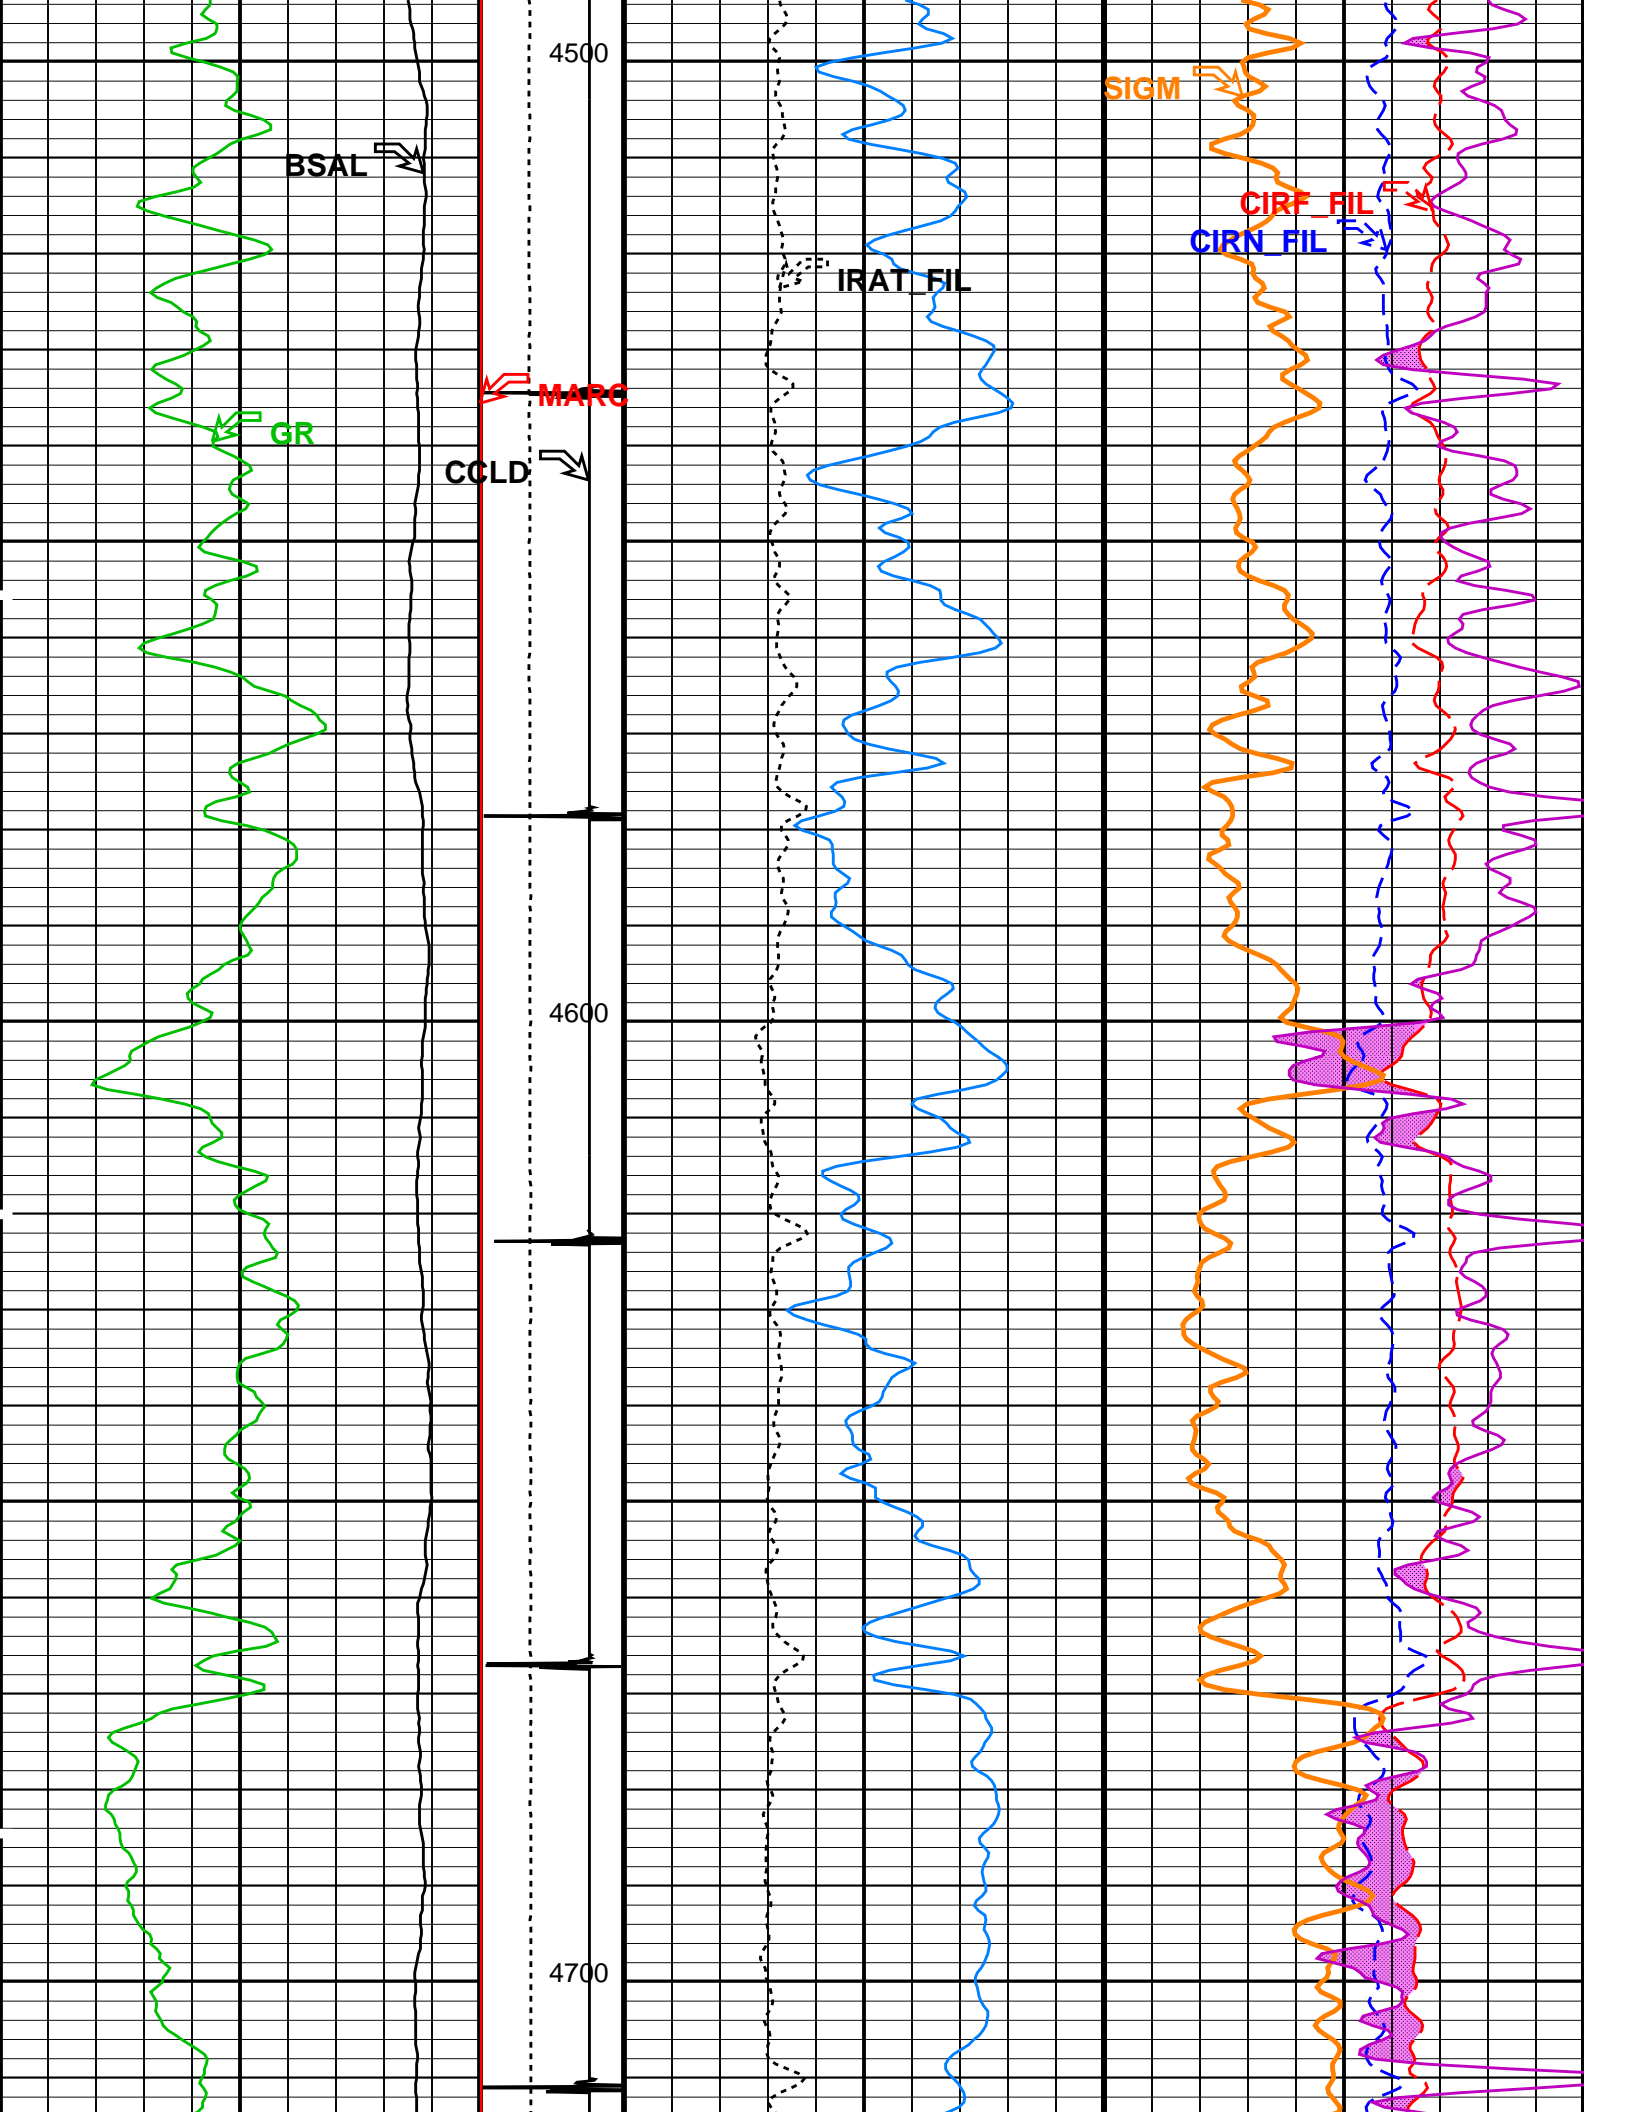 4500
SIGM
BSAL
CIRF_FIL
CIRN_FIL
IRAT_FIL
MARC
GR
CCLD
4600
4700